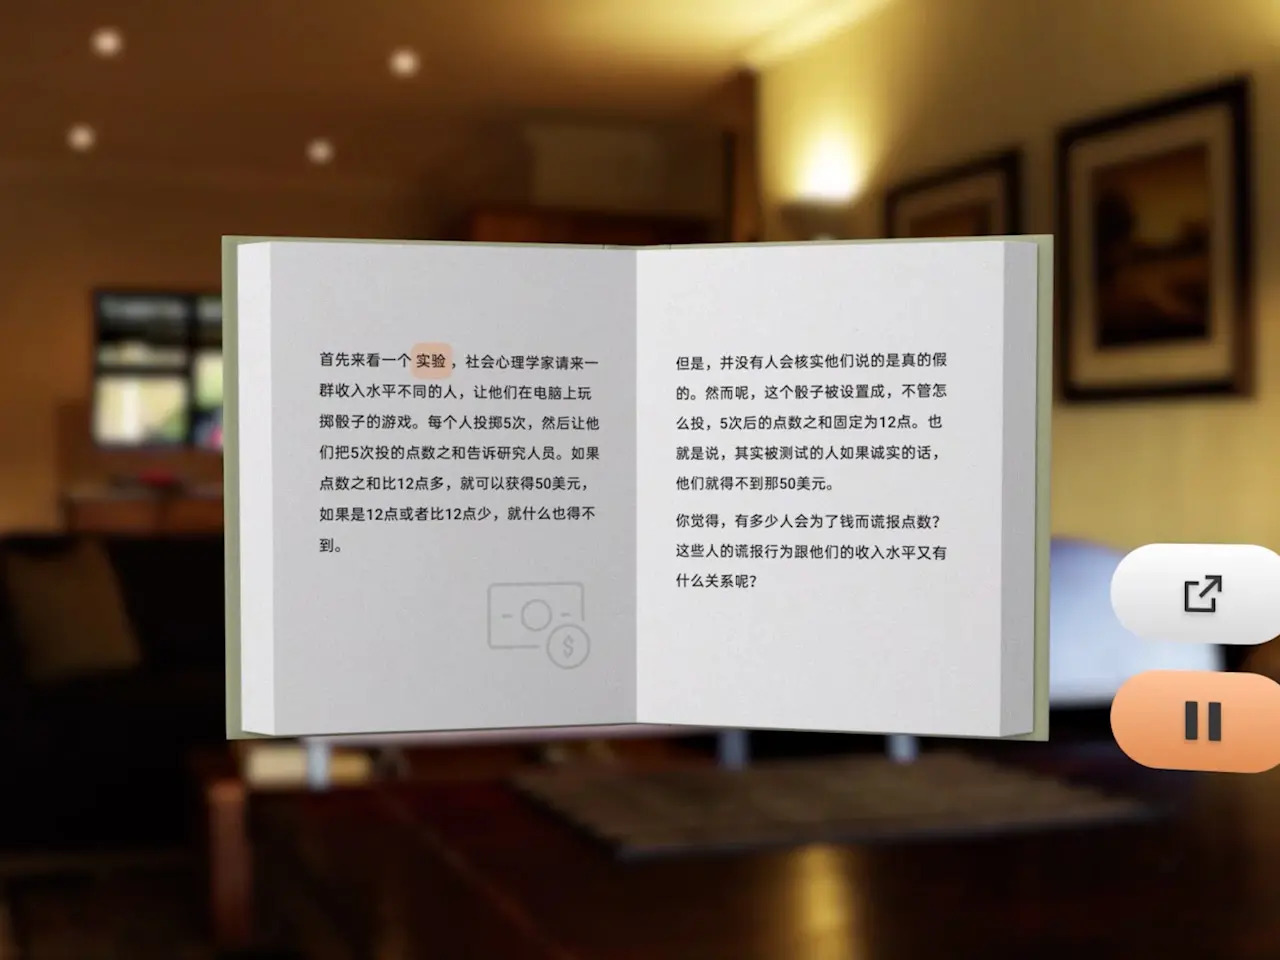 首先来看一个实验，社会心理学家请来一
群收入水平不同的人，让他们在电脑上玩
掷骰子的游戏。每个人投掷5次，然后让他
们把5次投的点数之和告诉研究人员。如果
点数之和比12点多，就可以获得50美元，
如果是12点或者比12点少，就什么也得不
到。
$
但是，并没有人会核实他们说的是真的假
的。然而呢，这个骰子被设置成，不管怎
么投，5次后的点数之和固定为12点。也
就是说，其实被测试的人如果诚实的话，
他们就得不到那50美元。
你觉得，有多少人会为了钱而谎报点数？
这些人的谎报行为跟他们的收入水平又有
什么关系呢？